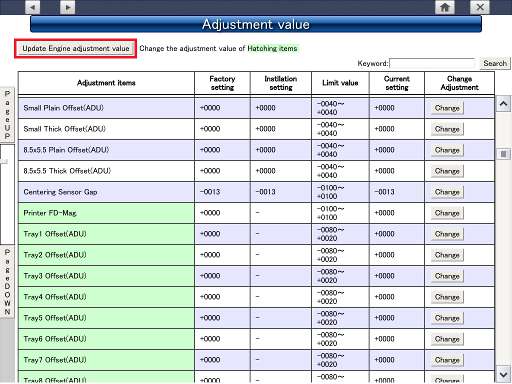 Adjustment value
Update Engine adjustment value Change the adjustment value of Hatching items
Keyword: Search
Adjustment items Factory setting Instllation setting Limit value Current setting Change Adjustment
Small Plain Offset(ADU) +0000 +0000 -0040～ +0040 +0000 Change
Small Thick Offset(ADU) +0000 +0000 -0040～ +0040 +0000 Change
8.5x5.5 Plain Offset(ADU) +0000 +0000 -0040～ +0040 +0000 Change
8.5x5.5 Thick Offset(ADU) +0000 +0000 -0040～ +0040 +0000 Change
Centering Sensor Gap -0013 -0013 -0100～ +0100 -0013 Change
Printer FD-Mag. +0000 - -0100～ +0100 +0000 Change
Tray1 Offset(ADU) +0000 - -0080～ +0020 +0000 Change
Tray2 Offset(ADU) +0000 - -0080～ +0020 +0000 Change
Tray3 Offset(ADU) +0000 - -0080～ +0020 +0000 Change
Tray4 Offset(ADU) +0000 - -0080～ +0020 +0000 Change
Tray5 Offset(ADU) +0000 - -0080～ +0020 +0000 Change
Tray6 Offset(ADU) +0000 - -0080～ +0020 +0000 Change
Tray7 Offset(ADU) +0000 - -0080～ +0020 +0000 Change
Tray8 Offset(ADU) +0000 - -0080～ +0000 Change
PageUP
PageDOWN